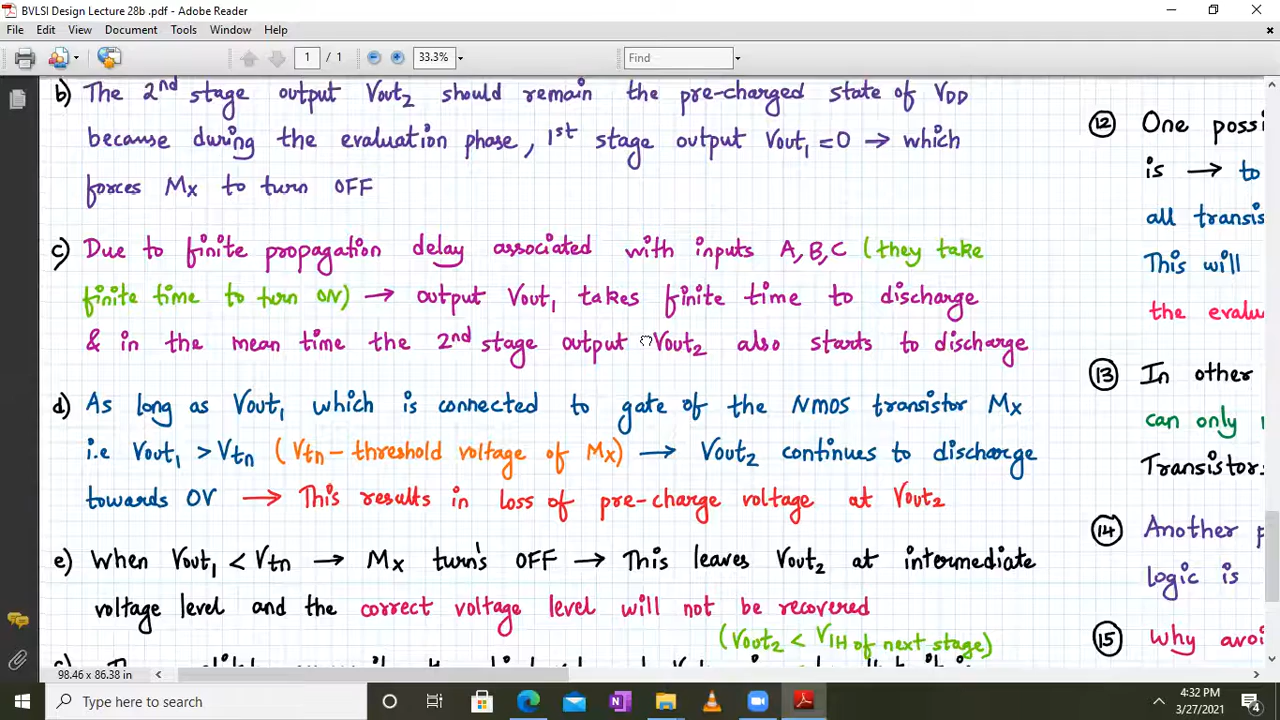 BVLSI Design Lecture 28b .pdf - Adobe Reader
File Edit View Document Tools Window Help
1 / 1 33.3% Find
b) The 2nd stage output Vout2 should remain the pre-charged state of VDD
because during the evaluation phase, 1st stage output Vout1 = 0 → which
forces Mx to turn OFF
c) Due to finite propagation delay associated with inputs A, B, C (they take
finite time to turn ON) → output Vout1 takes finite time to discharge
& in the mean time the 2nd stage output Vout2 also starts to discharge
d) As long as Vout1 which is connected to gate of the NMOS transistor Mx
i.e Vout1 > Vtn (Vtn - threshold voltage of Mx) → Vout2 continues to discharge
towards 0V → This results in loss of pre-charge voltage at Vout2
e) When Vout1 < Vtn → Mx turn's OFF → This leaves Vout2 at intermediate
voltage level and the correct voltage level will not be recovered
(Vout2 < VIH of next stage)
12 One possi
is → to
all transis
This will
the evalu
13 In other
can only
Transistor
14 Another p
logic is
15 Why avoi
98.46 x 86.38 in
Type here to search
4:32 PM
3/27/2021
4